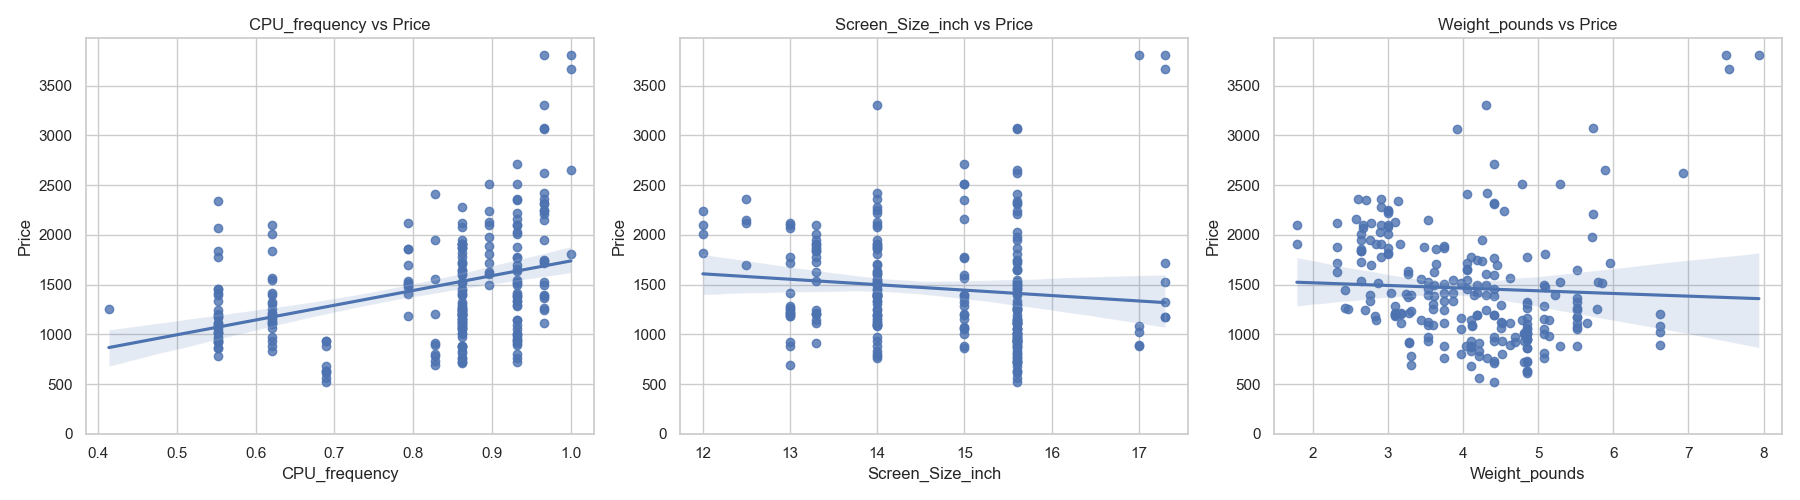 CPU_frequency vs Price
Price
3500
3000
2500
2000
1500
1000
500
0
0.4 0.5 0.6 0.7 0.8 0.9 1.0
CPU_frequency
Screen_Size_inch vs Price
Price
3500
3000
2500
2000
1500
1000
500
0
12 13 14 15 16 17
Screen_Size_inch
Weight_pounds vs Price
Price
3500
3000
2500
2000
1500
1000
500
0
2 3 4 5 6 7 8
Weight_pounds